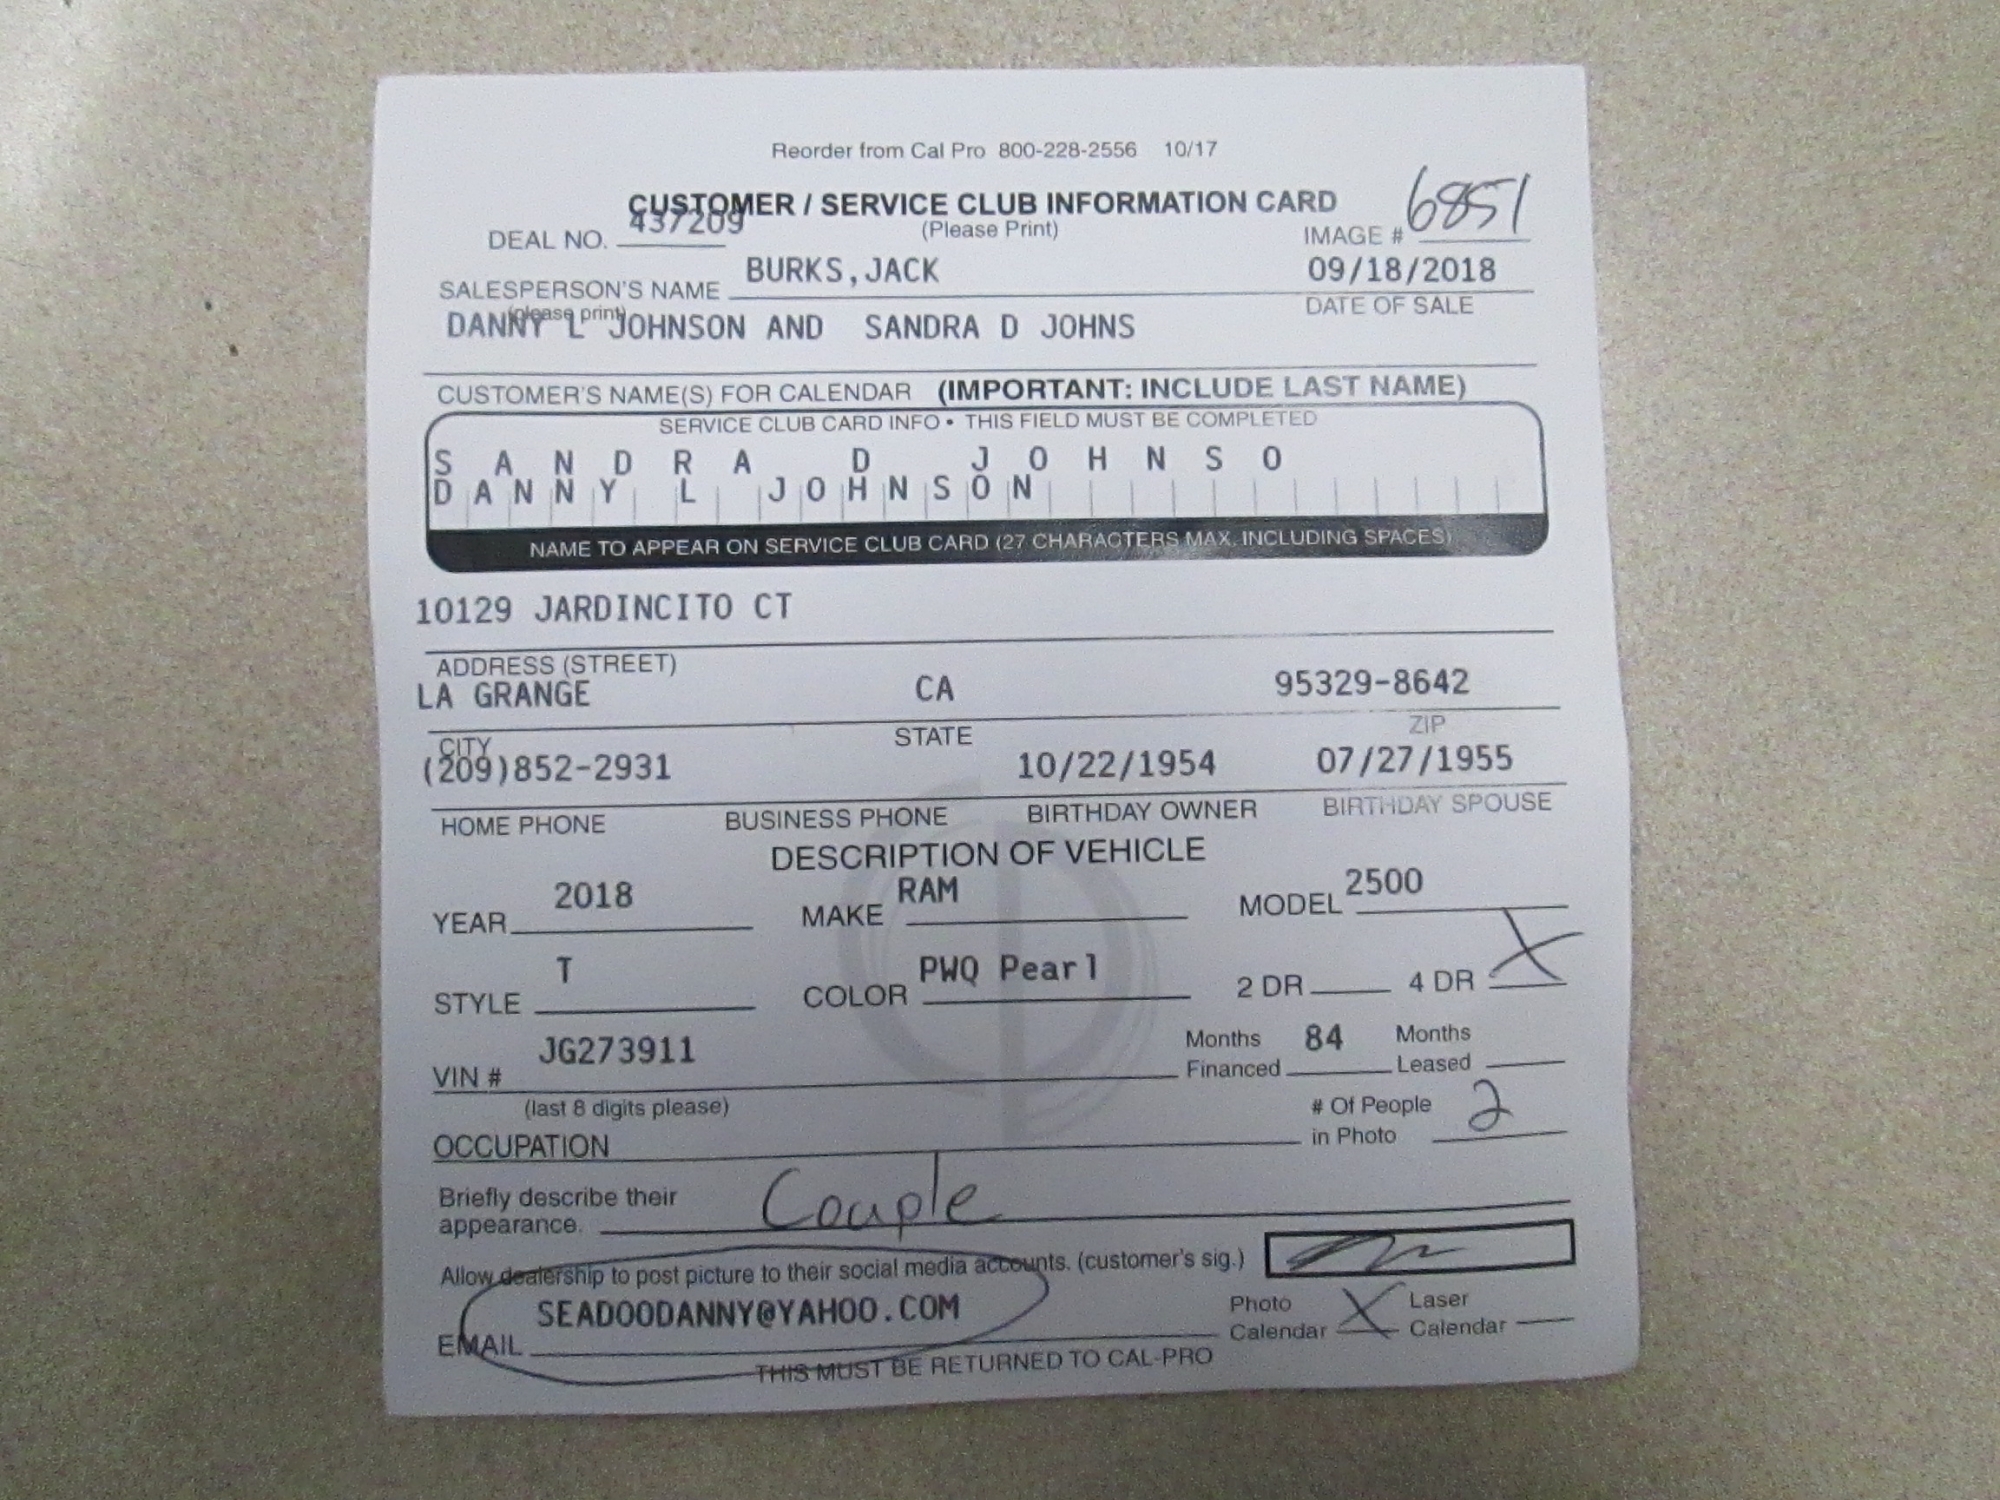 Reorder from Cal Pro 800-228-2556 10/17
CUSTOMER / SERVICE CLUB INFORMATION CARD
(Please Print)
DEAL NO. 437209
IMAGE # 6851
SALESPERSON'S NAME BURKS,JACK
(please print)
09/18/2018
DATE OF SALE
DANNY L JOHNSON AND SANDRA D JOHNS
CUSTOMER'S NAME(S) FOR CALENDAR (IMPORTANT: INCLUDE LAST NAME)
SERVICE CLUB CARD INFO • THIS FIELD MUST BE COMPLETED
SANDRA D JOHNSO
DANNY L JOHNSON
NAME TO APPEAR ON SERVICE CLUB CARD (27 CHARACTERS MAX. INCLUDING SPACES)
10129 JARDINCITO CT
ADDRESS (STREET)
LA GRANGE CA 95329-8642
CITY STATE ZIP
(209)852-2931 10/22/1954 07/27/1955
HOME PHONE BUSINESS PHONE BIRTHDAY OWNER BIRTHDAY SPOUSE
DESCRIPTION OF VEHICLE
YEAR 2018 MAKE RAM MODEL 2500
STYLE T COLOR PWQ Pearl 2 DR 4 DR X
VIN # JG273911
(last 8 digits please)
Months Financed 84 Months Leased
OCCUPATION
# Of People in Photo 2
Briefly describe their
appearance. Couple
Allow dealership to post picture to their social media accounts. (customer's sig.)
EMAIL SEADOODANNY@YAHOO.COM
Photo Calendar X Laser Calendar
THIS MUST BE RETURNED TO CAL-PRO